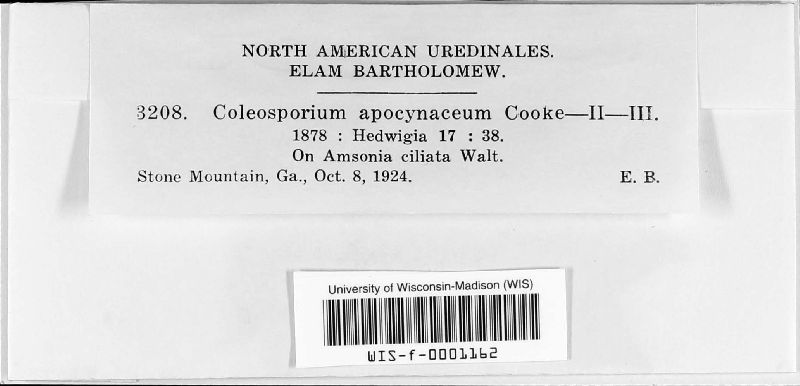 NORTH AMERICAN UREDINALES.
ELAM BARTHOLOMEW.
3208. Coleosporium apocynaceum Cooke—II—III.
1878 : Hedwigia 17 : 38.
On Amsonia ciliata Walt.
Stone Mountain, Ga., Oct. 8, 1924. E. B.
University of Wisconsin-Madison (WIS)
WIS-f-0001162